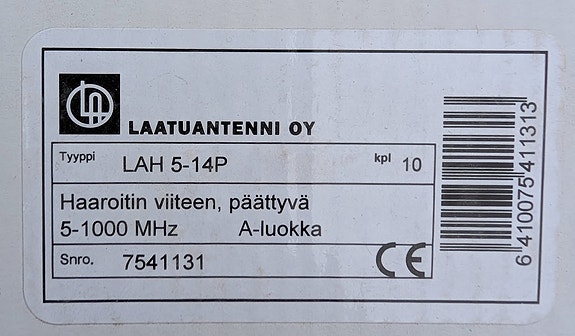 LA
LAATUANTENNI OY
Tyyppi LAH 5-14P kpl 10
Haaroitin viiteen, päättyvä
5-1000 MHz A-luokka
Snro. 7541131 CE
6 410075 411313